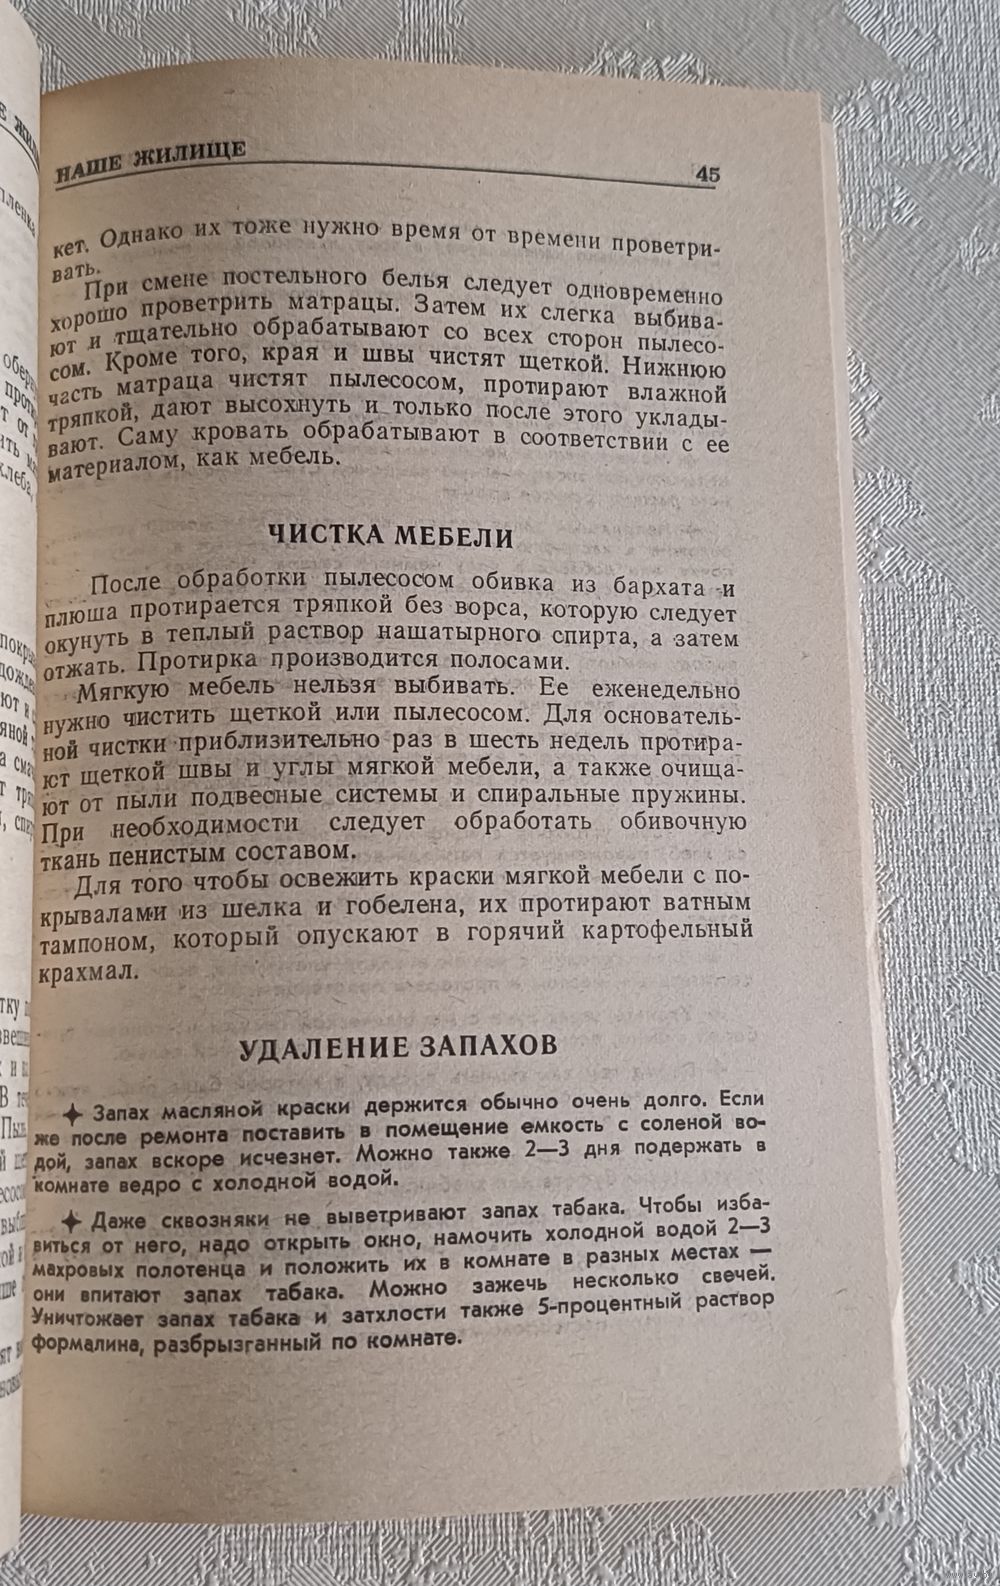 НАШЕ ЖИЛИЩЕ 45
кет. Однако их тоже нужно время от времени проветри-
вать.
При смене постельного белья следует одновременно
хорошо проветрить матрацы. Затем их слегка выбива-
ют и тщательно обрабатывают со всех сторон пылесо-
сом. Кроме того, края и швы чистят щеткой. Нижнюю
часть матраца чистят пылесосом, протирают влажной
тряпкой, дают высохнуть и только после этого уклады-
вают. Саму кровать обрабатывают в соответствии с ее
материалом, как мебель.
ЧИСТКА МЕБЕЛИ
После обработки пылесосом обивка из бархата и
плюша протирается тряпкой без ворса, которую следует
окунуть в теплый раствор нашатырного спирта, а затем
отжать. Протирка производится полосами.
Мягкую мебель нельзя выбивать. Ее еженедельно
нужно чистить щеткой или пылесосом. Для основатель-
ной чистки приблизительно раз в шесть недель протира-
ют щеткой швы и углы мягкой мебели, а также очища-
ют от пыли подвесные системы и спиральные пружины.
При необходимости следует обработать обивочную
ткань пенистым составом.
Для того чтобы освежить краски мягкой мебели с по-
крывалами из шелка и гобелена, их протирают ватным
тампоном, который опускают в горячий картофельный
крахмал.
УДАЛЕНИЕ ЗАПАХОВ
✦ Запах масляной краски держится обычно очень долго. Если
же после ремонта поставить в помещение емкость с соленой во-
дой, запах вскоре исчезнет. Можно также 2—3 дня подержать в
комнате ведро с холодной водой.
✦ Даже сквозняки не выветривают запах табака. Чтобы изба-
виться от него, надо открыть окно, намочить холодной водой 2—3
махровых полотенца и положить их в комнате в разных местах —
они впитают запах табака. Можно зажечь несколько свечей.
Уничтожает запах табака и затхлости также 5-процентный раствор
формалина, разбрызганный по комнате.